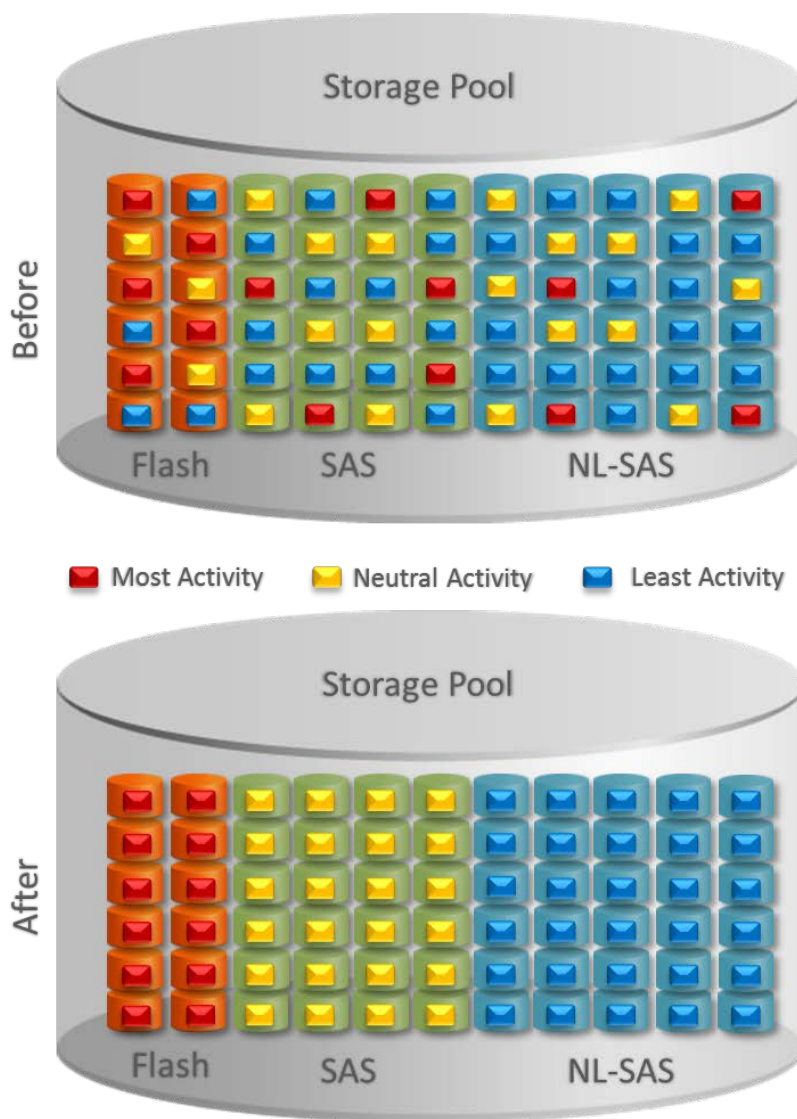 Storage Pool
Before
Flash SAS NL-SAS
Most Activity Neutral Activity Least Activity
Storage Pool
After
Flash SAS NL-SAS